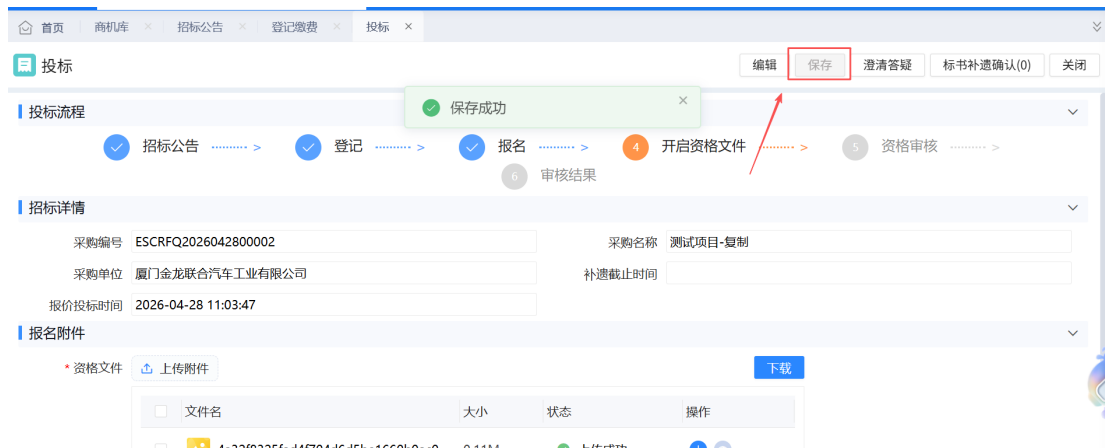 首页 商机库 × 招标公告 × 登记缴费 × 投标 ×
投标 编辑 保存 澄清答疑 标书补遗确认(0) 关闭
保存成功 ×
投标流程
招标公告 > 登记 > 报名 > 4 开启资格文件 > 5 资格审核 >
6 审核结果
招标详情
采购编号 ESCRFQ2026042800002 采购名称 测试项目-复制
采购单位 厦门金龙联合汽车工业有限公司 补遗截止时间
报价投标时间 2026-04-28 11:03:47
报名附件
* 资格文件 上传附件 下载
文件名 大小 状态 操作
0.11M 上传成功